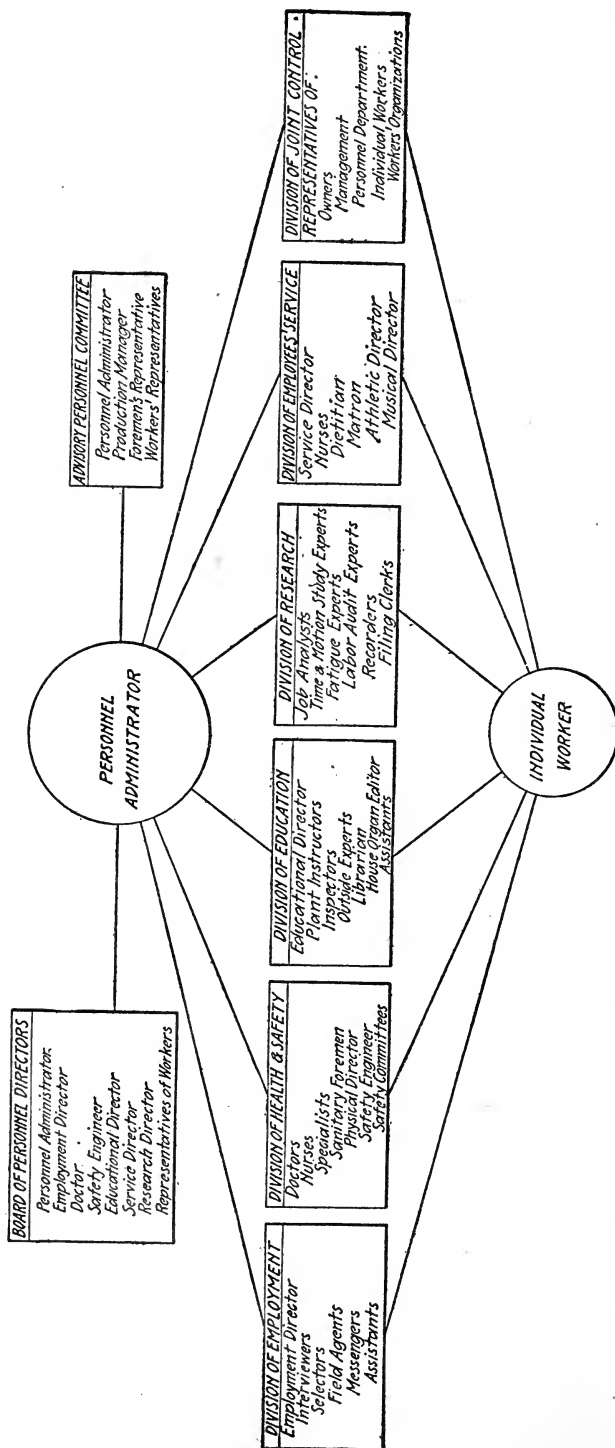 BOARD OF PERSONNEL DIRECTORS
Personnel Administrator
Employment Director
Doctor
Safety Engineer
Educational Director
Service Director
Research Director
Representatives of Workers
PERSONNEL
ADMINISTRATOR
ADVISORY PERSONNEL COMMITTEE
Personnel Administrator
Production Manager
Foremen's Representative
Workers' Representatives
DIVISION OF EMPLOYMENT
Employment Director
Interviewers
Selectors
Field Agents
Messengers
Assistants
DIVISION OF HEALTH & SAFETY
Doctors
Nurses
Specialists
Sanitary Foremen
Physical Director
Safety Engineer
Safety Committees
DIVISION OF EDUCATION
Educational Director
Plant Instructors
Inspectors
Outside Experts
Librarian
House Organ Editor
Assistants
DIVISION OF RESEARCH
Job Analysts
Time & Motion Study Experts
Fatigue Experts
Labor Audit Experts
Recorders
Filing Clerks
DIVISION OF EMPLOYEES' SERVICE
Service Director
Nurses
Dietitian
Matron
Athletic Director
Musical Director
DIVISION OF JOINT CONTROL.
REPRESENTATIVES OF:
Owners
Management
Personnel Department.
Individual Workers
Workers' Organizations
INDIVIDUAL
WORKER